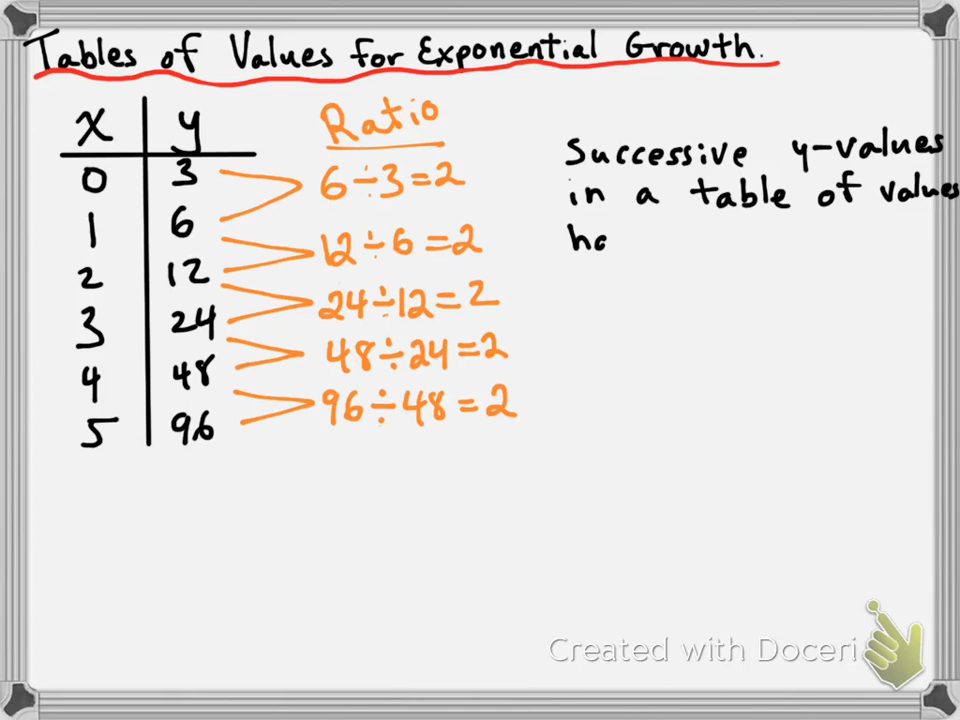 Tables of Values for Exponential Growth.
x y Ratio
0 3 6÷3=2
1 6 12÷6=2
2 12 24÷12=2
3 24 48÷24=2
4 48 96÷48=2
5 96
Successive y-values
in a table of values
ha
Created with Doceri